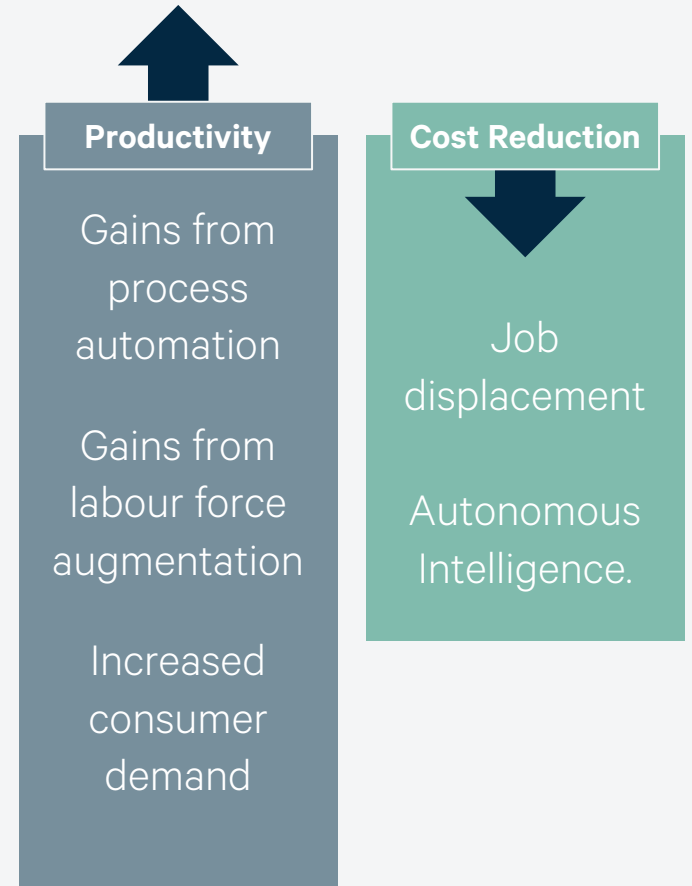 Productivity
Gains from
process
automation
Gains from
labour force
augmentation
Increased
consumer
demand
Cost Reduction
Job
displacement
Autonomous
Intelligence.